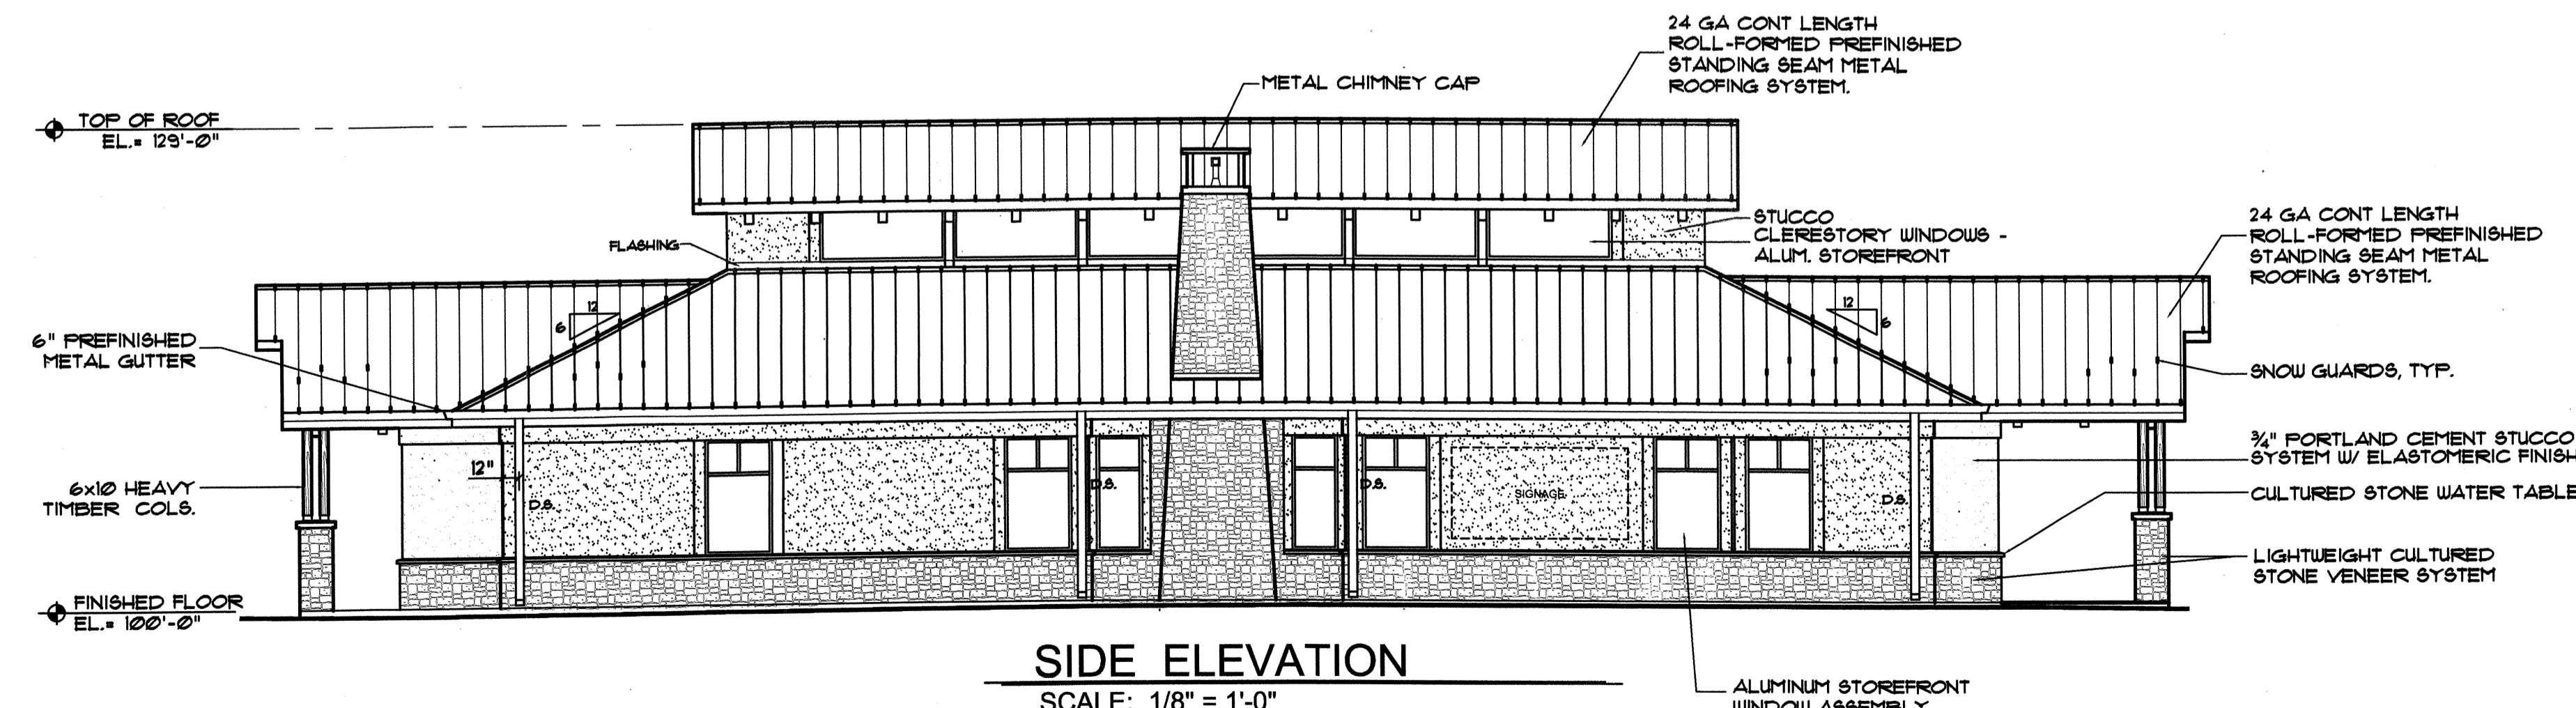 24 GA CONT LENGTH
ROLL-FORMED PREFINISHED
STANDING SEAM METAL
ROOFING SYSTEM.
METAL CHIMNEY CAP
TOP OF ROOF
EL.= 129'-0"
STUCCO
CLERESTORY WINDOWS -
ALUM. STOREFRONT
24 GA CONT LENGTH
ROLL-FORMED PREFINISHED
STANDING SEAM METAL
ROOFING SYSTEM.
FLASHING
12
6
12
6
6" PREFINISHED
METAL GUTTER
SNOW GUARDS, TYP.
3/4" PORTLAND CEMENT STUCCO
SYSTEM W/ ELASTOMERIC FINISH
12"
6x10 HEAVY
TIMBER COLS.
D.S.
D.S.
D.S.
SIGNAGE
D.S.
CULTURED STONE WATER TABLE
LIGHTWEIGHT CULTURED
STONE VENEER SYSTEM
FINISHED FLOOR
EL.= 100'-0"
SIDE ELEVATION
SCALE: 1/8" = 1'-0"
ALUMINUM STOREFRONT
WINDOW ASSEMBLY